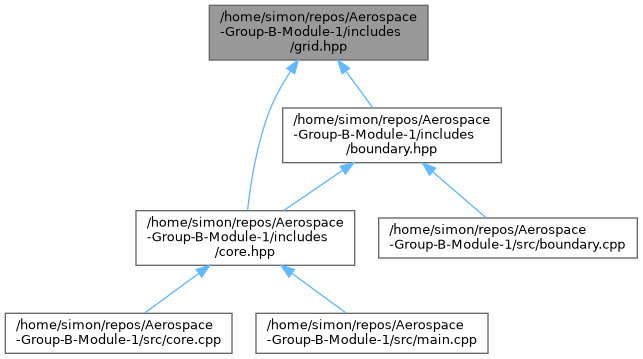 /home/simon/repos/Aerospace
-Group-B-Module-1/includes
/grid.hpp
/home/simon/repos/Aerospace
-Group-B-Module-1/includes
/boundary.hpp
/home/simon/repos/Aerospace
-Group-B-Module-1/includes
/core.hpp
/home/simon/repos/Aerospace
-Group-B-Module-1/src/boundary.cpp
/home/simon/repos/Aerospace
-Group-B-Module-1/src/core.cpp
/home/simon/repos/Aerospace
-Group-B-Module-1/src/main.cpp